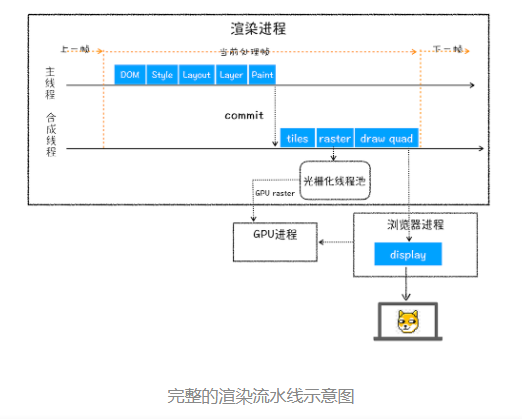 渲染进程
上一帧
当前处理帧
下一帧
主线程
DOM
Style
Layout
Layer
Paint
commit
合成线程
tiles
raster
draw quad
光栅化线程池
GPU raster
GPU进程
浏览器进程
display
完整的渲染流水线示意图